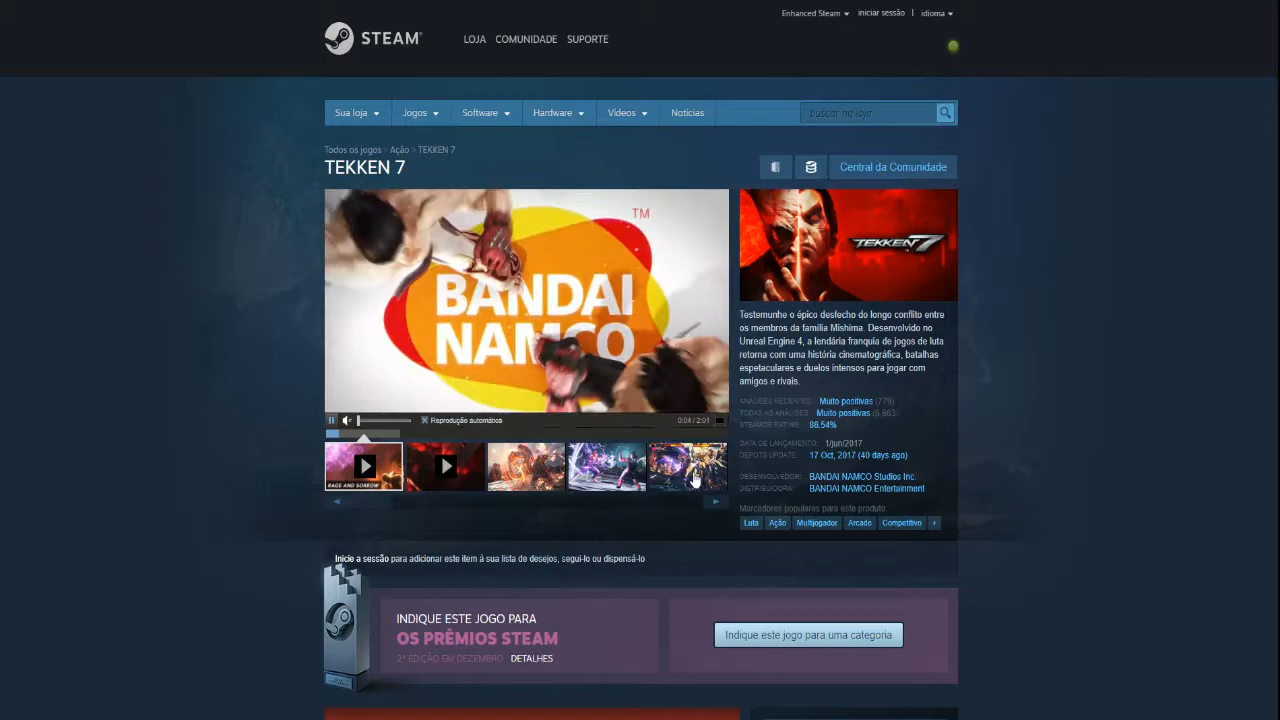 Enhanced Steam
iniciar sessão | idioma
STEAM
LOJA COMUNIDADE SUPORTE
Sua loja Jogos Software Hardware Vídeos Notícias
buscar na loja
Todos os jogos > Ação > TEKKEN 7
TEKKEN 7
Central da Comunidade
TM
BANDAI
NAMCO
Reprodução automática
0:04 / 2:01
RAGE AND SORROW
TEKKEN 7
Testemunhe o épico desfecho do longo conflito entre
os membros da família Mishima. Desenvolvido no
Unreal Engine 4, a lendária franquia de jogos de luta
retorna com uma história cinematográfica, batalhas
espetaculares e duelos intensos para jogar com
amigos e rivais.
ANÁLISES RECENTES: Muito positivas (779)
TODAS AS ANÁLISES: Muito positivas (5,663)
STEAMDB RATING: 86.54%
DATA DE LANÇAMENTO: 1/jun/2017
DEPOTS UPDATE: 17 Oct, 2017 (40 days ago)
DESENVOLVEDOR: BANDAI NAMCO Studios Inc.
DISTRIBUIDORA: BANDAI NAMCO Entertainment
Marcadores populares para este produto:
Luta Ação Multijogador Arcade Competitivo +
Inicie a sessão para adicionar este item à sua lista de desejos, segui-lo ou dispensá-lo
INDIQUE ESTE JOGO PARA
OS PRÊMIOS STEAM
2ª EDIÇÃO EM DEZEMBRO DETALHES
Indique este jogo para uma categoria